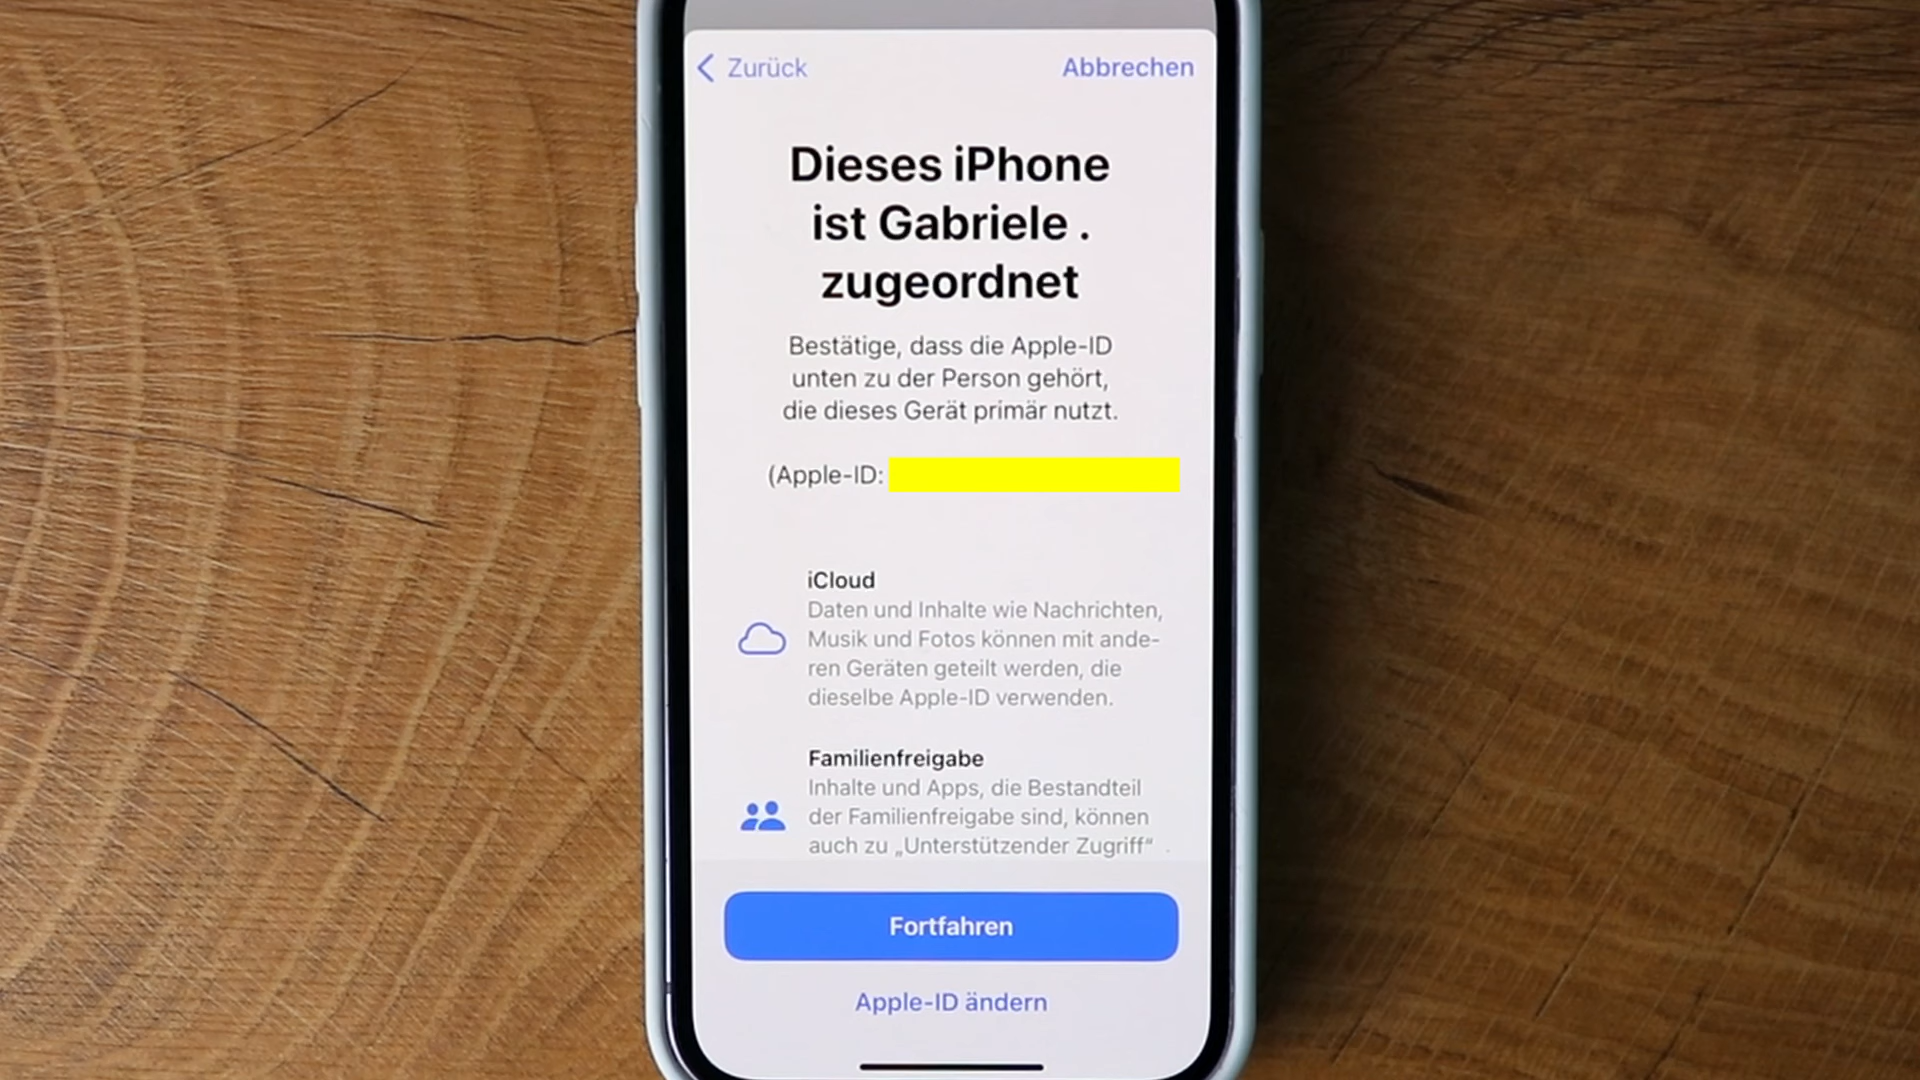 Zurück
Abbrechen
Dieses iPhone
ist Gabriele .
zugeordnet
Bestätige, dass die Apple-ID
unten zu der Person gehört,
die dieses Gerät primär nutzt.
(Apple-ID:
iCloud
Daten und Inhalte wie Nachrichten,
Musik und Fotos können mit ande-
ren Geräten geteilt werden, die
dieselbe Apple-ID verwenden.
Familienfreigabe
Inhalte und Apps, die Bestandteil
der Familienfreigabe sind, können
auch zu „Unterstützender Zugriff“
Fortfahren
Apple-ID ändern